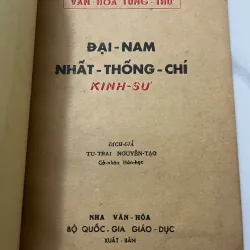 VĂN HÓA TÙNG-THƯ
ĐẠI-NAM
NHẤT-THỐNG-CHÍ
KINH-SƯ
DỊCH-GIẢ
TU-TRAI NGUYỄN-TẠO
Cử-nhân Hán-học
NHA VĂN-HÓA
BỘ QUỐC-GIA GIÁO-DỤC
XUẤT-BẢN